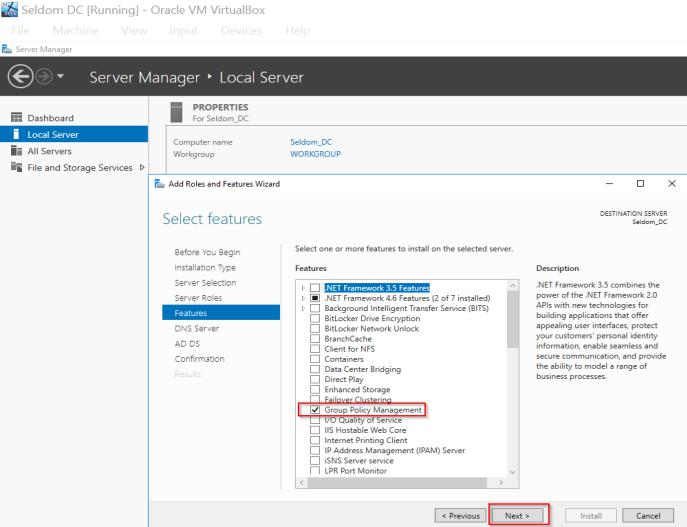 Seldom DC [Running] - Oracle VM VirtualBox
File Machine View Input Devices Help
Server Manager
Server Manager • Local Server
Dashboard
Local Server
All Servers
File and Storage Services
PROPERTIES
For Seldom_DC
Computer name Seldom_DC
Workgroup WORKGROUP
Add Roles and Features Wizard
Select features
DESTINATION SERVER
Seldom_DC
Before You Begin
Installation Type
Server Selection
Server Roles
Features
DNS Server
AD DS
Confirmation
Results
Select one or more features to install on the selected server.
Features
.NET Framework 3.5 Features
.NET Framework 4.6 Features (2 of 7 installed)
Background Intelligent Transfer Service (BITS)
BitLocker Drive Encryption
BitLocker Network Unlock
BranchCache
Client for NFS
Containers
Data Center Bridging
Direct Play
Enhanced Storage
Failover Clustering
Group Policy Management
I/O Quality of Service
IIS Hostable Web Core
Internet Printing Client
IP Address Management (IPAM) Server
iSNS Server service
LPR Port Monitor
Description
.NET Framework 3.5 combines the
power of the .NET Framework 2.0
APIs with new technologies for
building applications that offer
appealing user interfaces, protect
your customers' personal identity
information, enable seamless and
secure communication, and provide
the ability to model a range of
business processes.
< Previous
Next >
Install
Cancel